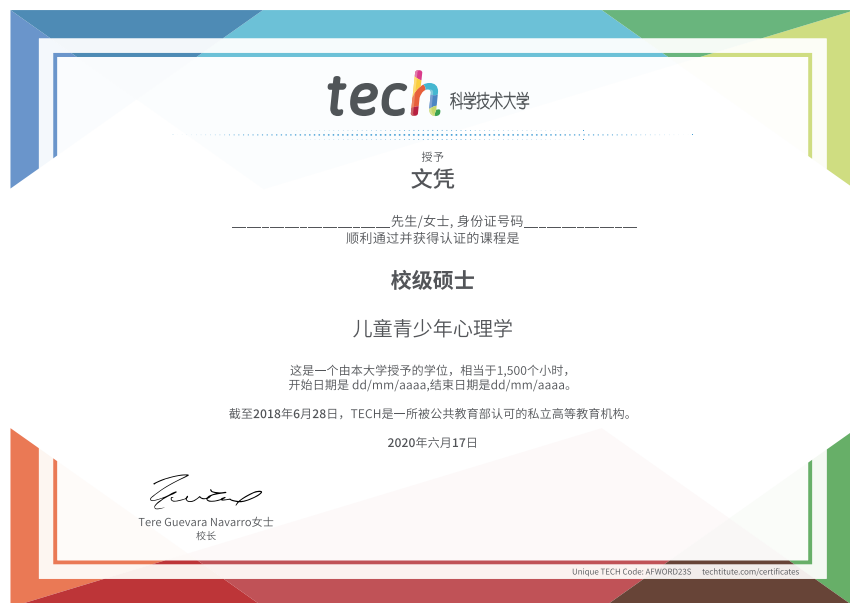 tech 科学技术大学
授予
文凭
_____________________先生/女士, 身份证号码_______________
顺利通过并获得认证的课程是
校级硕士
儿童青少年心理学
这是一个由本大学授予的学位，相当于1,500个小时，
开始日期是 dd/mm/aaaa,结束日期是dd/mm/aaaa。
截至2018年6月28日，TECH是一所被公共教育部认可的私立高等教育机构。
2020年六月17日
Tere Guevara Navarro女士
校长
Unique TECH Code: AFWORD23S techtitute.com/certificates